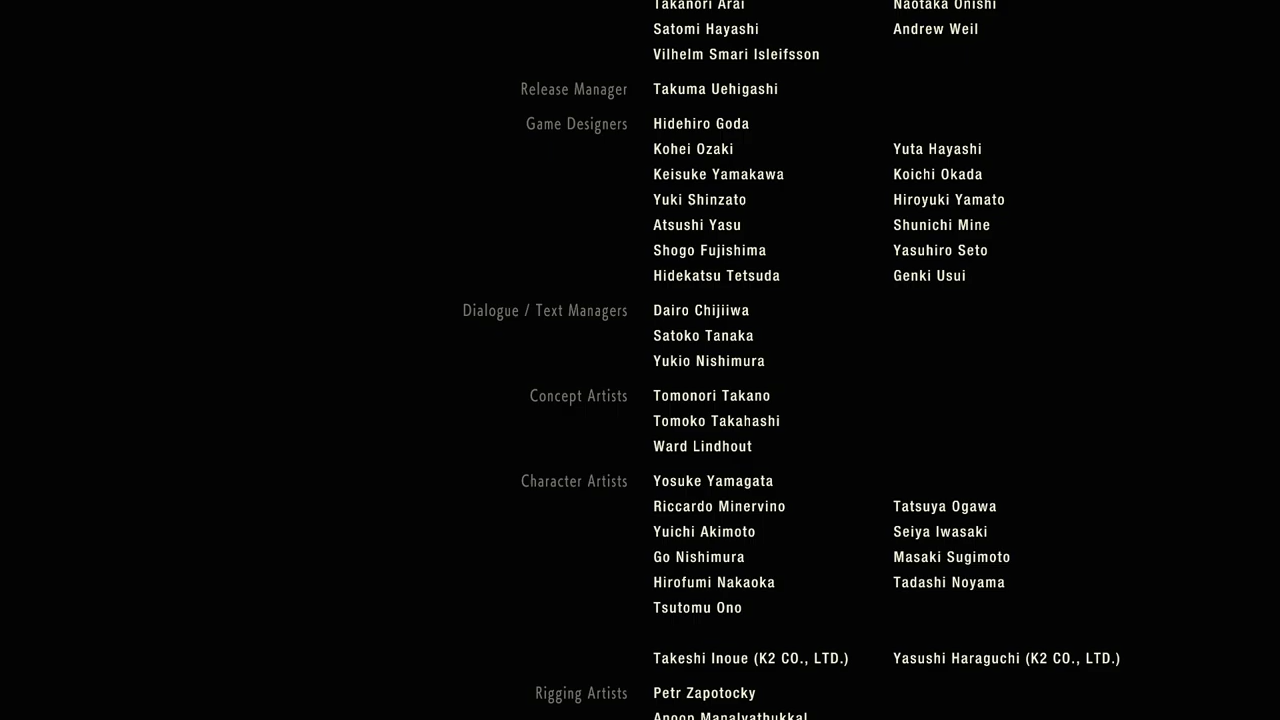 Takanori Arai Naotaka Onishi
Satomi Hayashi Andrew Weil
Vilhelm Smari Isleifsson
Release Manager Takuma Uehigashi
Game Designers Hidehiro Goda
Kohei Ozaki Yuta Hayashi
Keisuke Yamakawa Koichi Okada
Yuki Shinzato Hiroyuki Yamato
Atsushi Yasu Shunichi Mine
Shogo Fujishima Yasuhiro Seto
Hidekatsu Tetsuda Genki Usui
Dialogue / Text Managers Dairo Chijiiwa
Satoko Tanaka
Yukio Nishimura
Concept Artists Tomonori Takano
Tomoko Takahashi
Ward Lindhout
Character Artists Yosuke Yamagata
Riccardo Minervino Tatsuya Ogawa
Yuichi Akimoto Seiya Iwasaki
Go Nishimura Masaki Sugimoto
Hirofumi Nakaoka Tadashi Noyama
Tsutomu Ono
Takeshi Inoue (K2 CO., LTD.) Yasushi Haraguchi (K2 CO., LTD.)
Rigging Artists Petr Zapotocky
Anoop Manalvathukkal